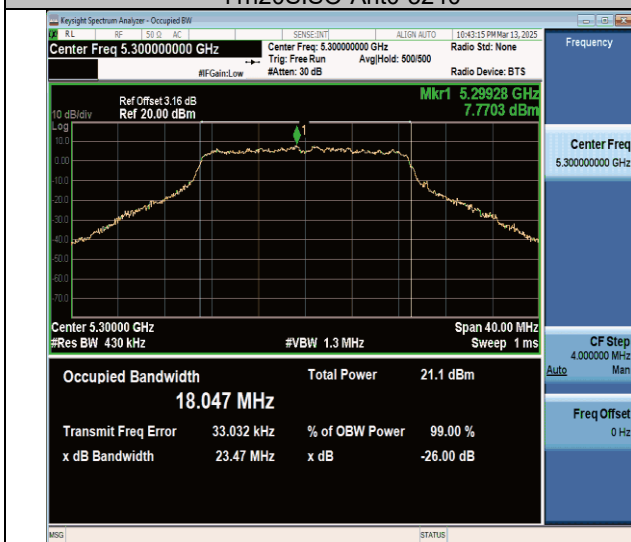 Keysight Spectrum Analyzer - Occupied BW
RL RF 50 Ω AC SENSE:INT ALIGN AUTO 10:43:15 PM Mar 13, 2025
Center Freq 5.300000000 GHz
Center Freq: 5.300000000 GHz
Radio Std: None
Trig: Free Run Avg|Hold: 500/500
#IFGain:Low
#Atten: 30 dB
Radio Device: BTS
Frequency
Ref Offset 3.16 dB
Mkr1 5.29928 GHz
10 dB/div Ref 20.00 dBm
7.7703 dBm
Log
1
10.0
0.00
-10.0
-20.0
-30.0
-40.0
-50.0
-60.0
-70.0
Center Freq
5.300000000 GHz
Center 5.30000 GHz Span 40.00 MHz
#Res BW 430 kHz #VBW 1.3 MHz Sweep 1 ms
CF Step
4.000000 MHz
Auto Man
Occupied Bandwidth Total Power 21.1 dBm
18.047 MHz
Transmit Freq Error 33.032 kHz % of OBW Power 99.00 %
x dB Bandwidth 23.47 MHz x dB -26.00 dB
Freq Offset
0 Hz
MSG STATUS